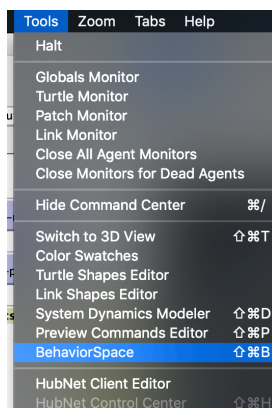 Tools Zoom Tabs Help
Halt
Globals Monitor
Turtle Monitor
Patch Monitor
Link Monitor
Close All Agent Monitors
Close Monitors for Dead Agents
Hide Command Center ⌘/
Switch to 3D View ⇧⌘T
Color Swatches
Turtle Shapes Editor
Link Shapes Editor
System Dynamics Modeler ⇧⌘D
Preview Commands Editor ⇧⌘P
BehaviorSpace ⇧⌘B
HubNet Client Editor
HubNet Control Center ⇧⌘H